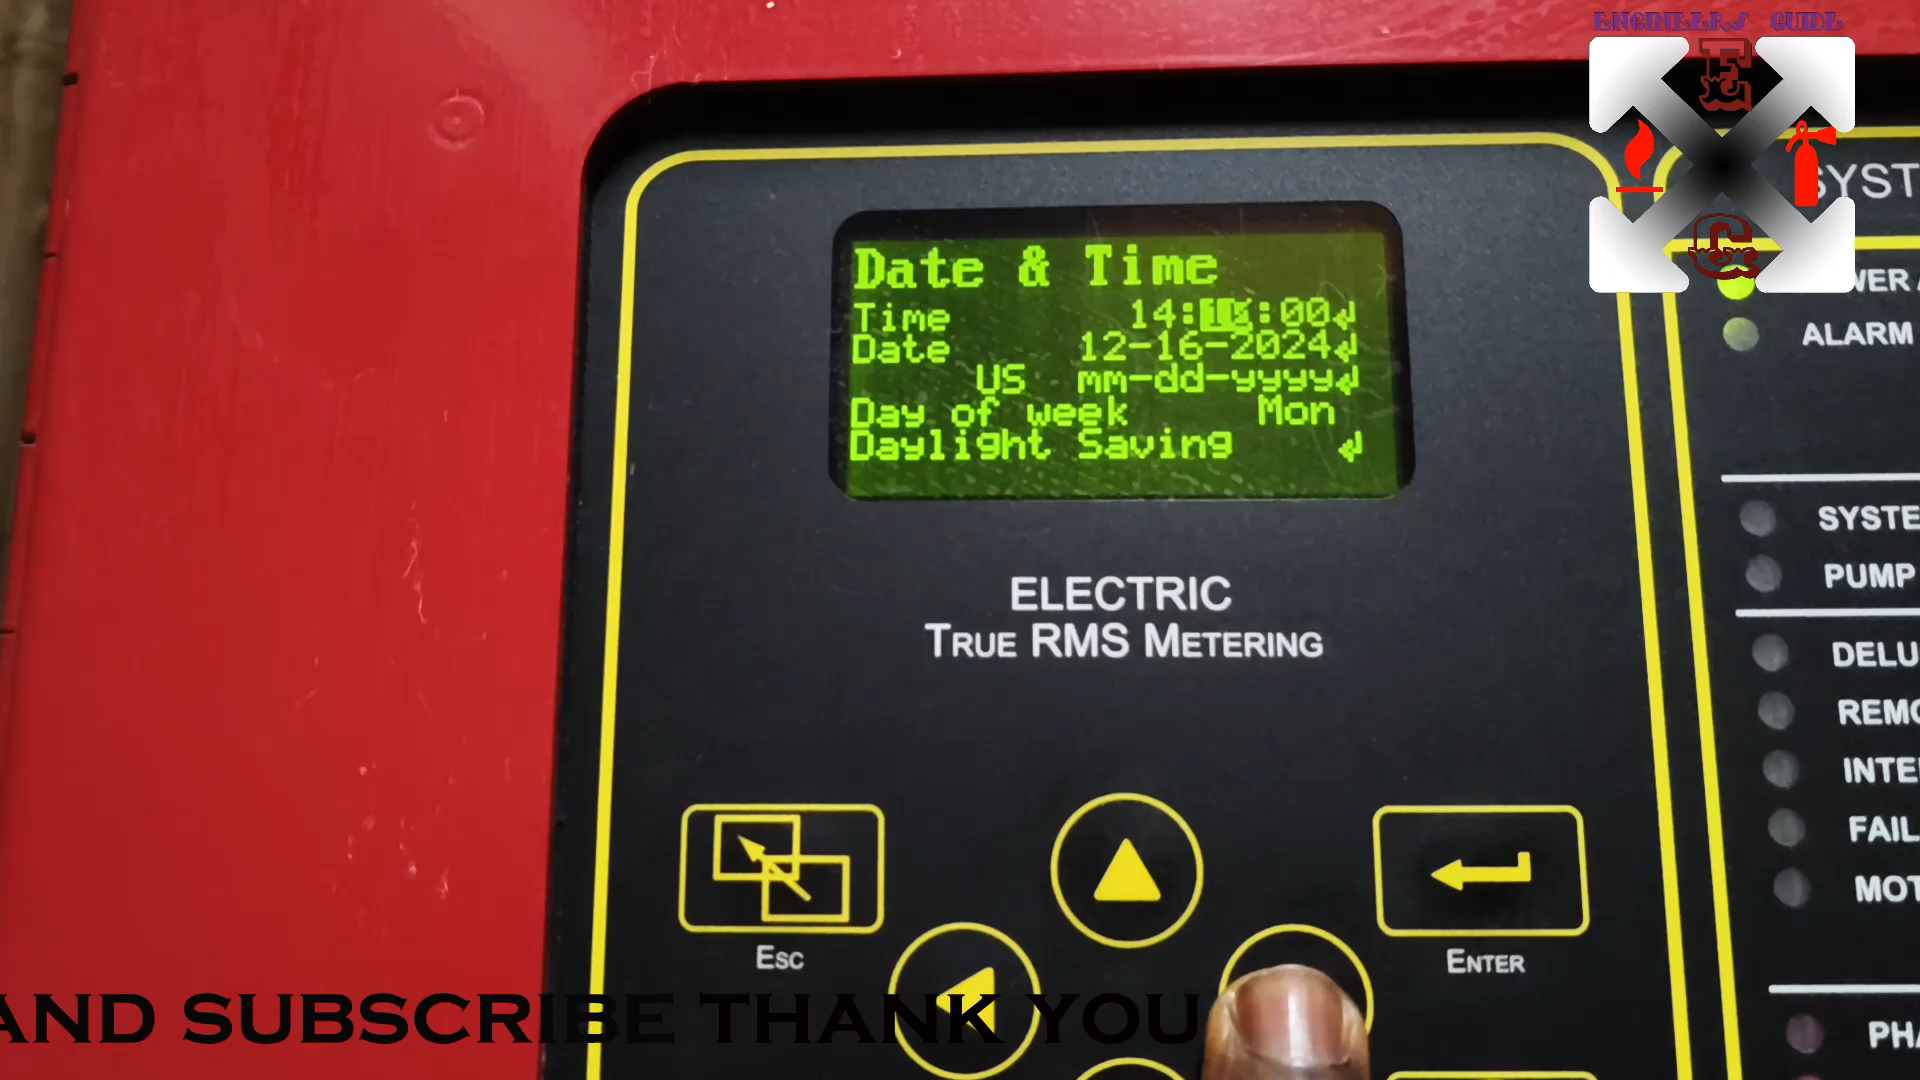 ENGINEERS GUIDE
E
G
Date & Time
Time 14: :00
Date 12-16-2024
US mm-dd-yyyy
Day of week Mon
Daylight Saving
ELECTRIC
TRUE RMS METERING
ESC
ENTER
SYST
WER A
ALARM
SYSTE
PUMP
DELU
REMO
INTE
FAIL
MOT
PHA
AND SUBSCRIBE THANK YOU